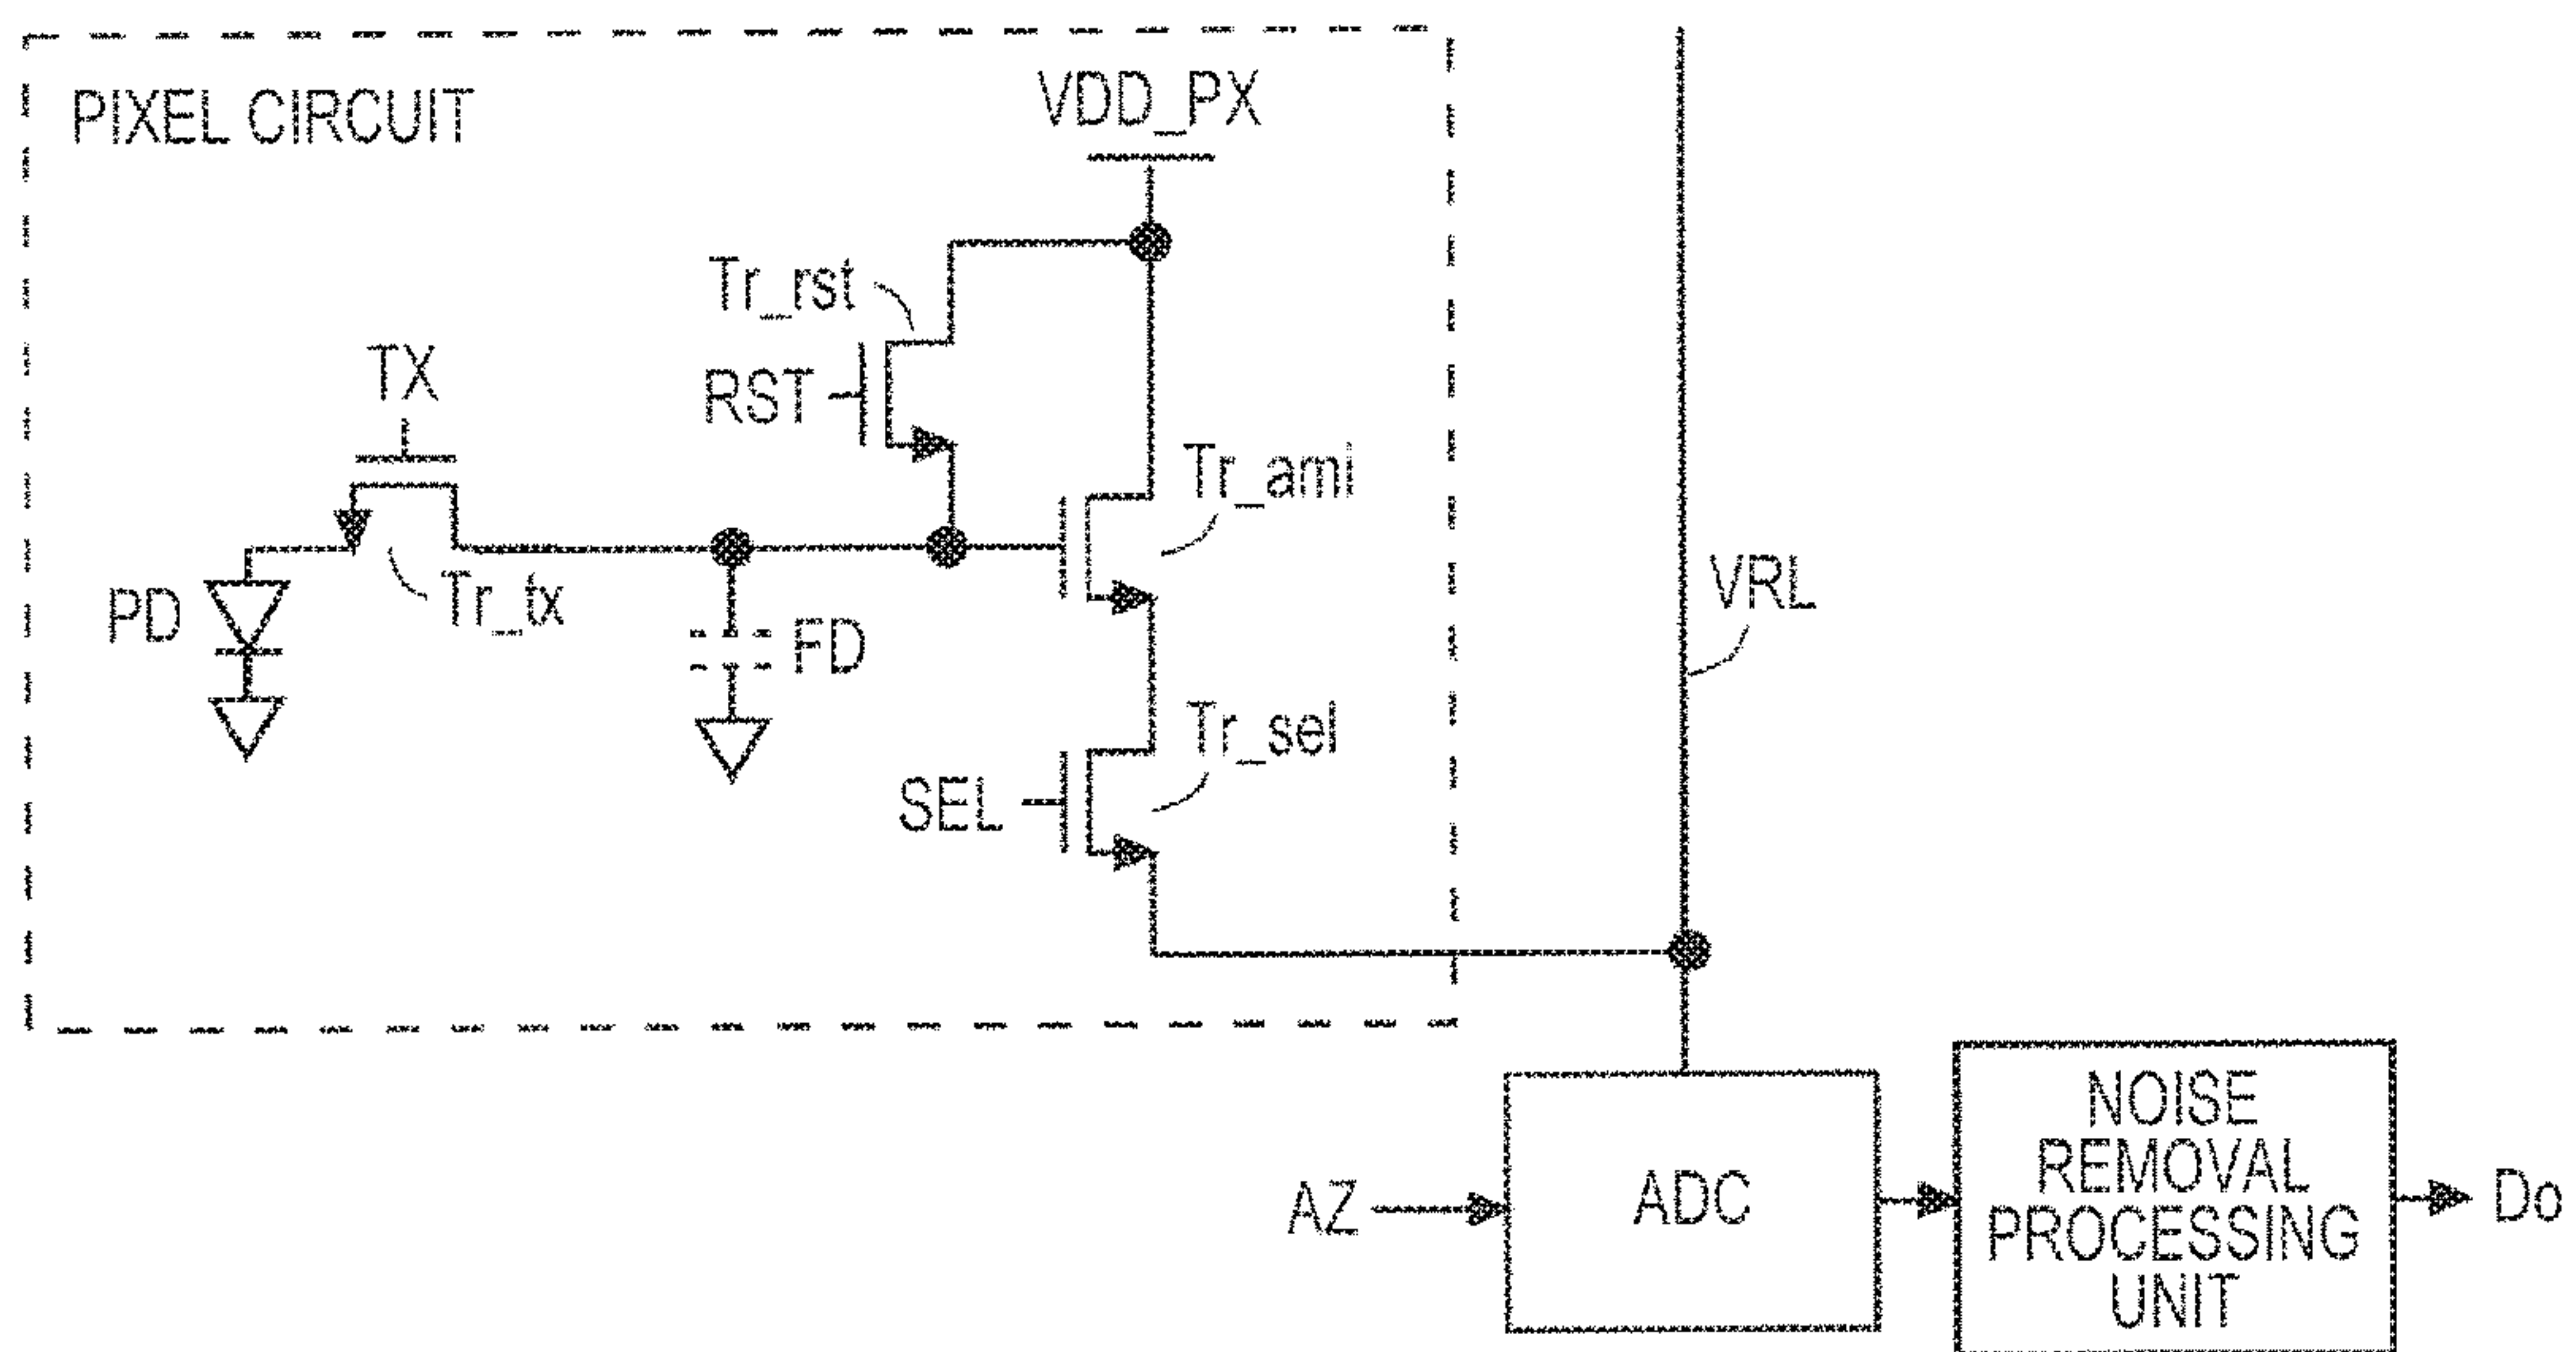 PIXEL CIRCUIT
VDD_PX
Tr_rst
TX
RST
Tr_aml
PD
Tr_tx
FD
VRL
Tr_sel
SEL
AZ
ADC
NOISE
REMOVAL
PROCESSING
UNIT
Do